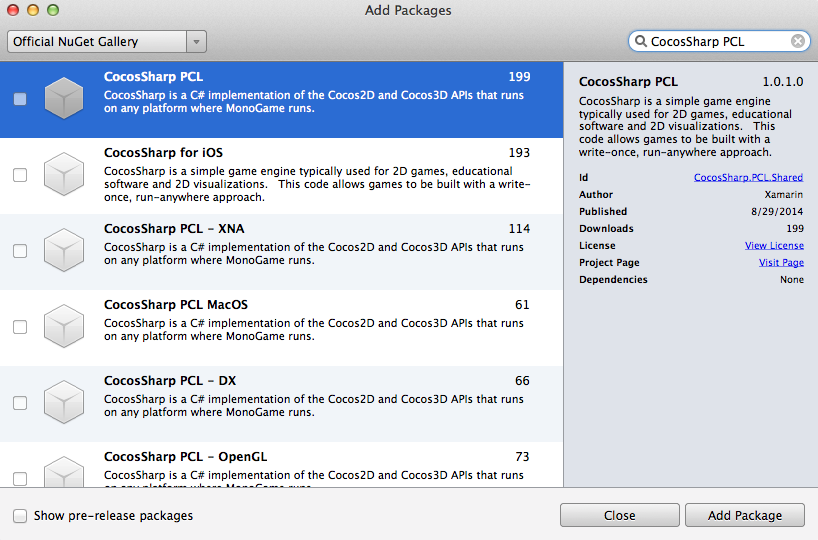 Add Packages
Official NuGet Gallery
CocosSharp PCL
CocosSharp PCL 199
CocosSharp is a C# implementation of the Cocos2D and Cocos3D APIs that runs
on any platform where MonoGame runs.
CocosSharp for iOS 193
CocosSharp is a simple game engine typically used for 2D games, educational
software and 2D visualizations. This code allows games to be built with a write-
once, run-anywhere approach.
CocosSharp PCL - XNA 114
CocosSharp is a C# implementation of the Cocos2D and Cocos3D APIs that runs
on any platform where MonoGame runs.
CocosSharp PCL MacOS 61
CocosSharp is a C# implementation of the Cocos2D and Cocos3D APIs that runs
on any platform where MonoGame runs.
CocosSharp PCL - DX 66
CocosSharp is a C# implementation of the Cocos2D and Cocos3D APIs that runs
on any platform where MonoGame runs.
CocosSharp PCL - OpenGL 73
CocosSharp is a C# implementation of the Cocos2D and Cocos3D APIs that runs
on any platform where MonoGame runs.
CocosSharp PCL 1.0.1.0
CocosSharp is a simple game engine
typically used for 2D games, educational
software and 2D visualizations. This
code allows games to be built with a
write-once, run-anywhere approach.
Id CocosSharp.PCL.Shared
Author Xamarin
Published 8/29/2014
Downloads 199
License View License
Project Page Visit Page
Dependencies None
Show pre-release packages
Close
Add Package